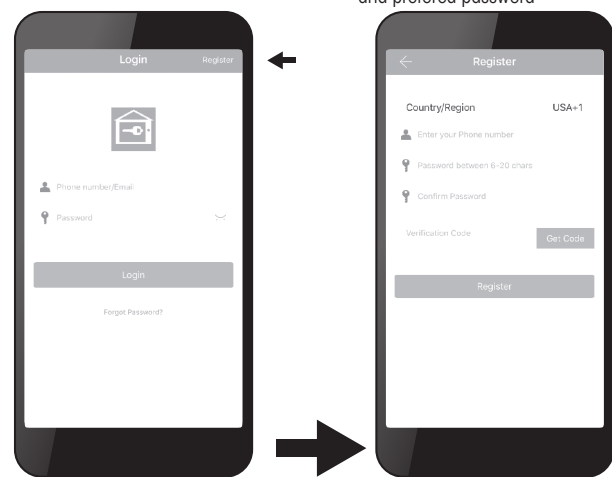 and prefered password
Login
Register
Phone number/Email
Password
Login
Forgot Password?
Register
Country/Region
USA+1
Enter your Phone number
Password between 6-20 chars
Confirm Password
Verification Code
Get Code
Register